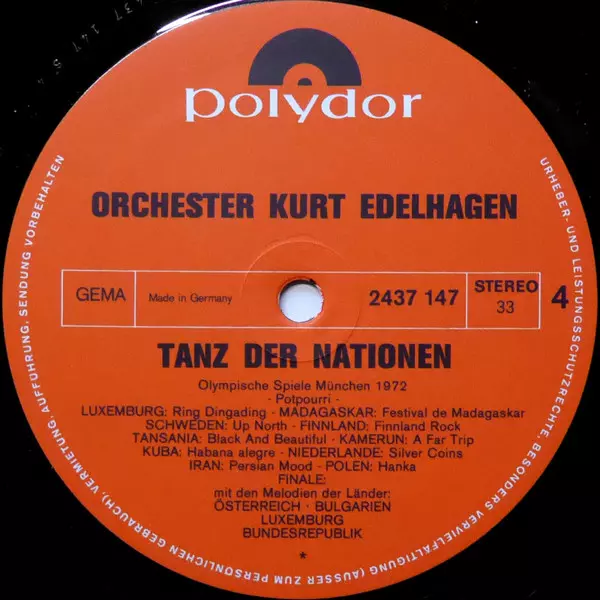 polydor
ORCHESTER KURT EDELHAGEN
GEMA
Made in Germany
2437 147
STEREO
33
4
TANZ DER NATIONEN
Olympische Spiele München 1972
- Potpourri -
LUXEMBURG: Ring Dingading - MADAGASKAR: Festival de Madagaskar
SCHWEDEN: Up North - FINNLAND: Finnland Rock
TANSANIA: Black And Beautiful - KAMERUN: A Far Trip
KUBA: Habana alegre - NIEDERLANDE: Silver Coins
IRAN: Persian Mood - POLEN: Hanka
FINALE:
mit den Melodien der Länder:
ÖSTERREICH - BULGARIEN
LUXEMBURG
BUNDESREPUBLIK
*
URHEBER- UND LEISTUNGSSCHUTZRECHTE, BESONDERS VERVIELFÄLTIGUNG (AUSSER ZUM PERSÖNLICHEN GEBRAUCH), VERMIETUNG, AUFFÜHRUNG, SENDUNG VORBEHALTEN